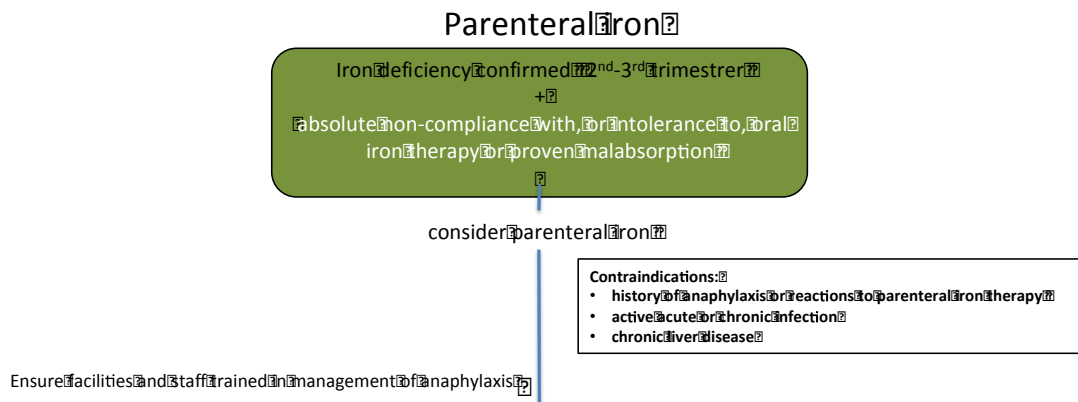 Parenteral iron
Iron deficiency confirmed 2nd-3rd trimestrer
+
absolute non-compliance with, or intolerance to, oral
iron therapy or proven malabsorption
consider parenteral iron
Contraindications:
• history of anaphylaxis or reactions to parenteral iron therapy
• active acute or chronic infection
• chronic liver disease
Ensure facilities and staff trained in management of anaphylaxis